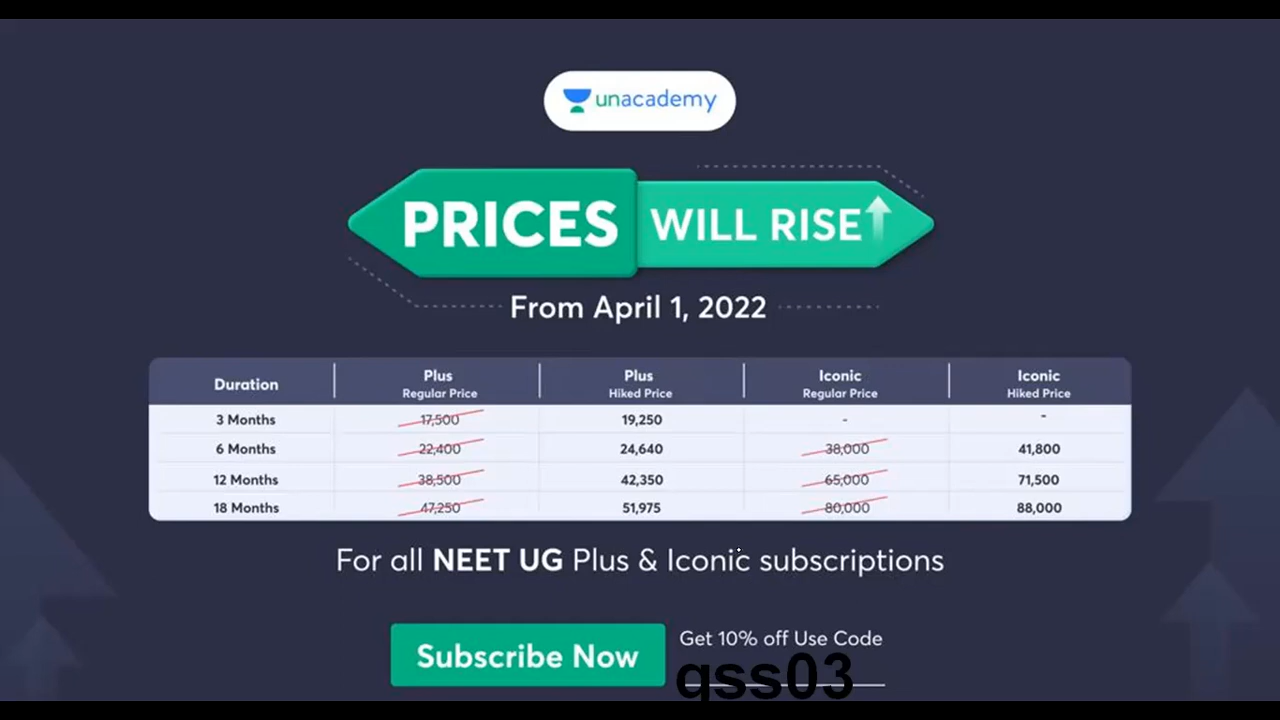 unacademy
PRICES WILL RISE
From April 1, 2022
Duration Plus Regular Price Plus Hiked Price Iconic Regular Price Iconic Hiked Price
3 Months 17,500 19,250 - -
6 Months 22,400 24,640 38,000 41,800
12 Months 38,500 42,350 65,000 71,500
18 Months 47,250 51,975 80,000 88,000
For all NEET UG Plus & Iconic subscriptions
Subscribe Now
Get 10% off Use Code
qss03